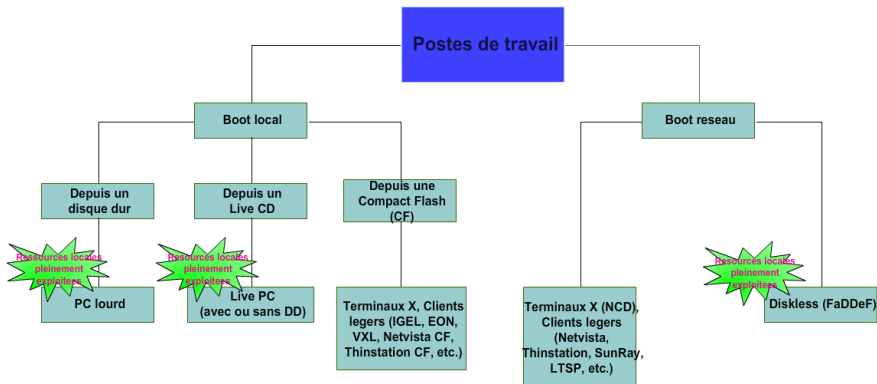 Postes de travail
Boot local
Boot reseau
Depuis un
disque dur
Depuis un
Live CD
Depuis une
Compact Flash
(CF)
Ressources locales
pleinement
exploitees
Ressources locales
pleinement
exploitees
Ressources locales
pleinement
exploitees
PC lourd
Live PC
(avec ou sans DD)
Terminaux X, Clients
legers (IGEL, EON,
VXL, Netvista CF,
Thinstation CF, etc.)
Terminaux X (NCD),
Clients legers
(Netvista,
Thinstation, SunRay,
LTSP, etc.)
Diskless (FaDDeF)